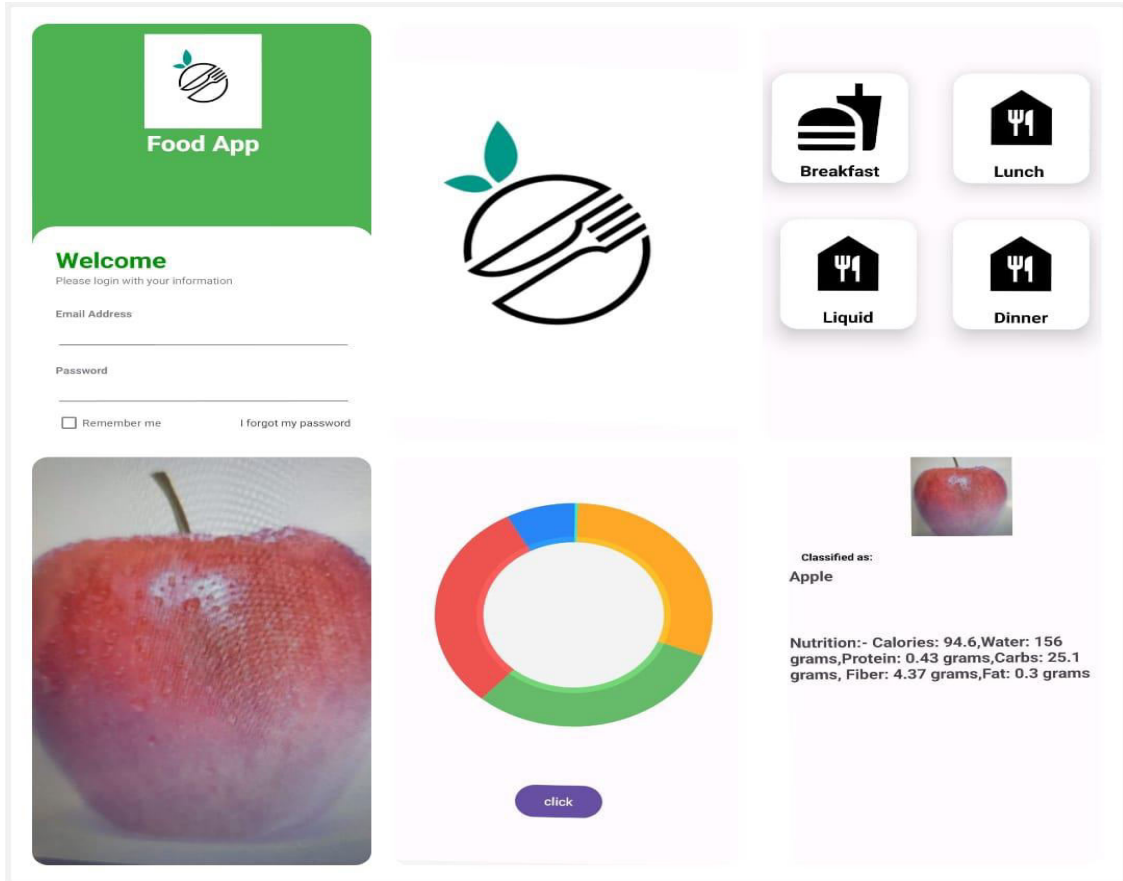 Food App
Welcome
Please login with your information
Email Address
Password
Remember me
I forgot my password
Breakfast
Lunch
Liquid
Dinner
click
Classified as:
Apple
Nutrition:- Calories: 94.6,Water: 156
grams,Protein: 0.43 grams,Carbs: 25.1
grams, Fiber: 4.37 grams,Fat: 0.3 grams